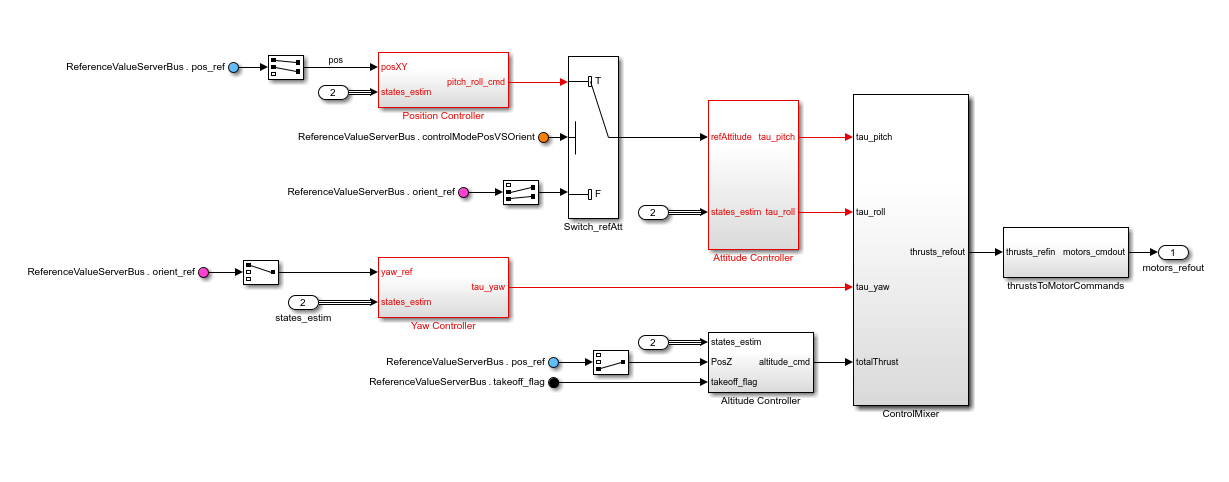 ReferenceValueServerBus . pos_ref
pos
posXY
pitch_roll_cmd
2
states_estim
Position Controller
T
ReferenceValueServerBus . controlModePosVSOrient
ReferenceValueServerBus . orient_ref
F
Switch_refAtt
refAttitude
tau_pitch
2
states_estim
tau_roll
Attitude Controller
ReferenceValueServerBus . orient_ref
yaw_ref
tau_yaw
2
states_estim
states_estim
Yaw Controller
2
states_estim
ReferenceValueServerBus . pos_ref
PosZ
altitude_cmd
ReferenceValueServerBus . takeoff_flag
takeoff_flag
Altitude Controller
tau_pitch
tau_roll
thrusts_refout
tau_yaw
totalThrust
ControlMixer
thrusts_refin
motors_cmdout
thrustsToMotorCommands
1
motors_refout